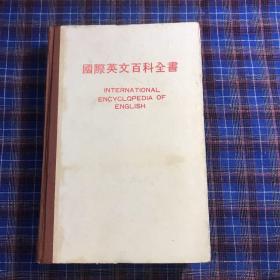 國際英文百科全書
INTERNATIONAL
ENCYCLOPEDIA OF
ENGLISH